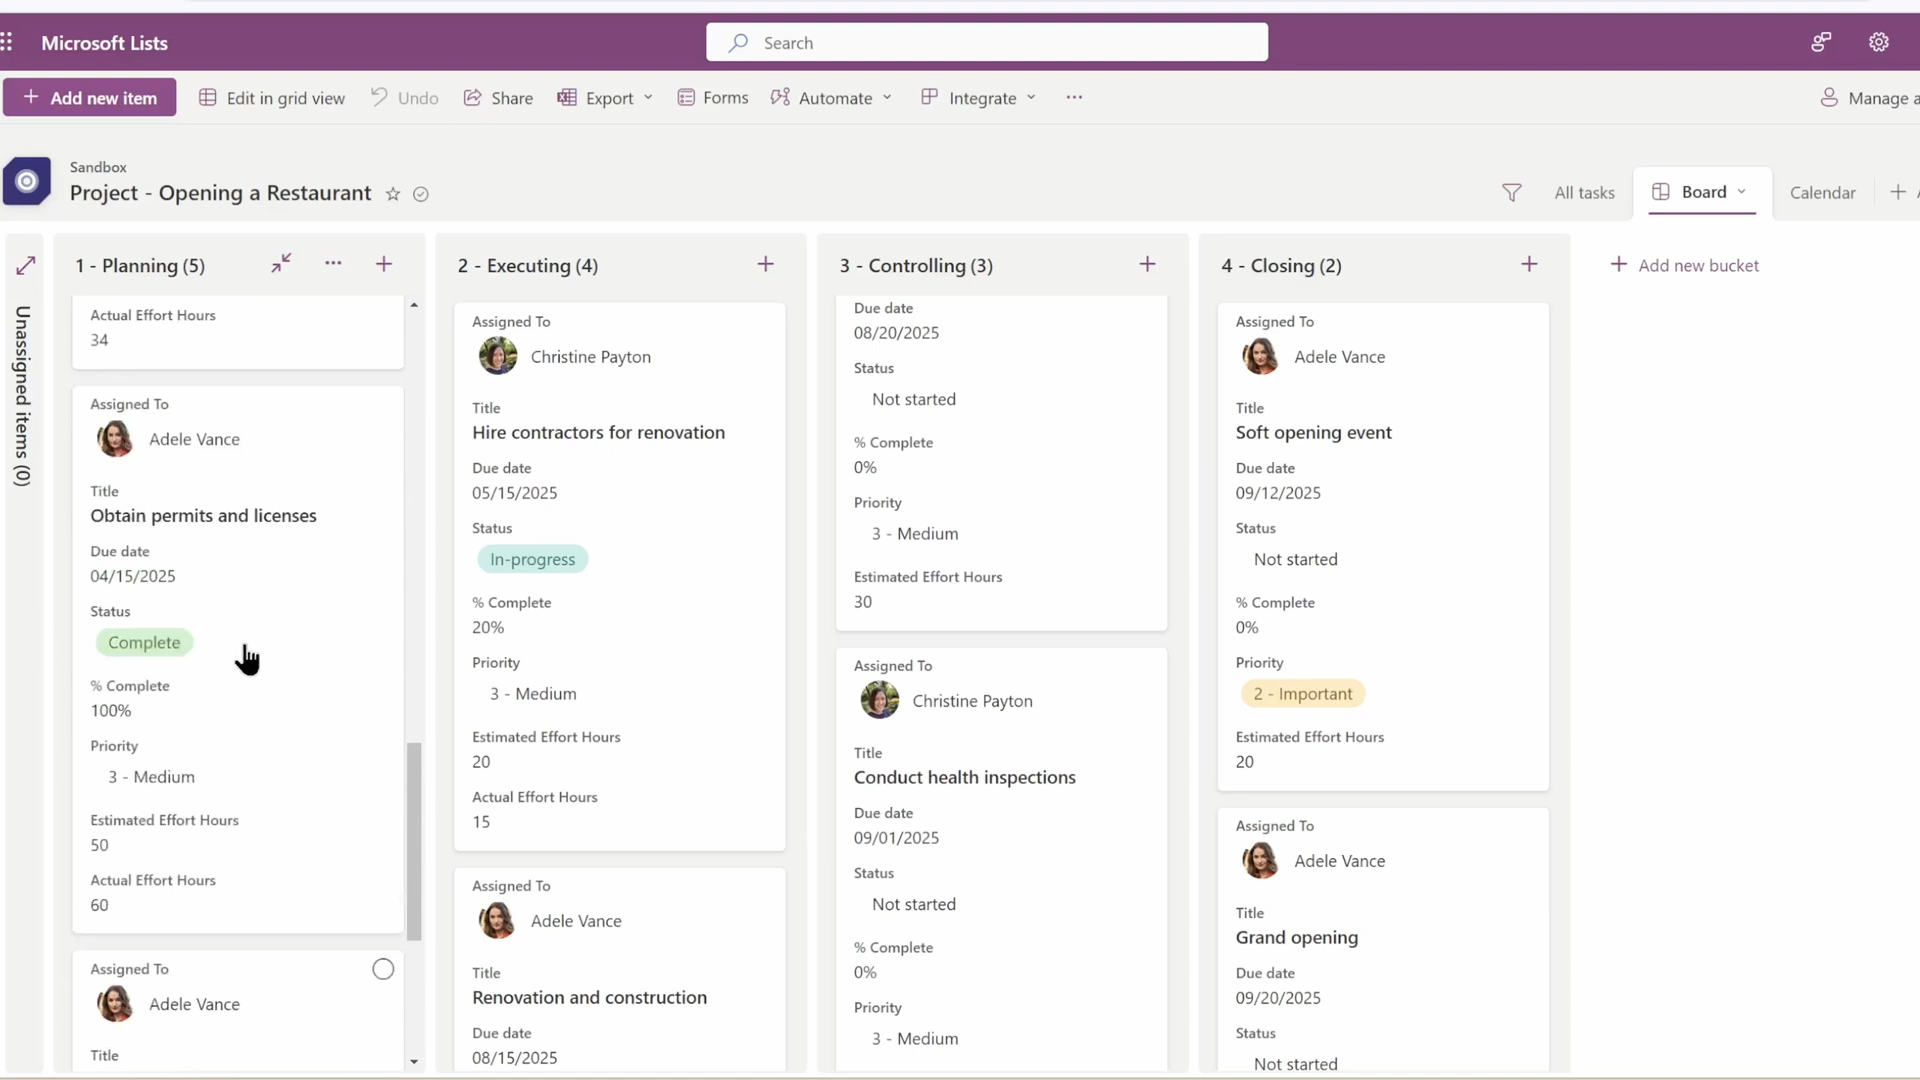 Microsoft Lists
Search
Add new item
Edit in grid view
Undo
Share
Export
Forms
Automate
Integrate
Manage a
Sandbox
Project - Opening a Restaurant
All tasks
Board
Calendar
Unassigned items (0)
1 - Planning (5)
Actual Effort Hours
34
Assigned To
Adele Vance
Title
Obtain permits and licenses
Due date
04/15/2025
Status
Complete
% Complete
100%
Priority
3 - Medium
Estimated Effort Hours
50
Actual Effort Hours
60
Assigned To
Adele Vance
Title
2 - Executing (4)
Assigned To
Christine Payton
Title
Hire contractors for renovation
Due date
05/15/2025
Status
In-progress
% Complete
20%
Priority
3 - Medium
Estimated Effort Hours
20
Actual Effort Hours
15
Assigned To
Adele Vance
Title
Renovation and construction
Due date
08/15/2025
3 - Controlling (3)
Due date
08/20/2025
Status
Not started
% Complete
0%
Priority
3 - Medium
Estimated Effort Hours
30
Assigned To
Christine Payton
Title
Conduct health inspections
Due date
09/01/2025
Status
Not started
% Complete
0%
Priority
3 - Medium
4 - Closing (2)
Assigned To
Adele Vance
Title
Soft opening event
Due date
09/12/2025
Status
Not started
% Complete
0%
Priority
2 - Important
Estimated Effort Hours
20
Assigned To
Adele Vance
Title
Grand opening
Due date
09/20/2025
Status
Not started
Add new bucket